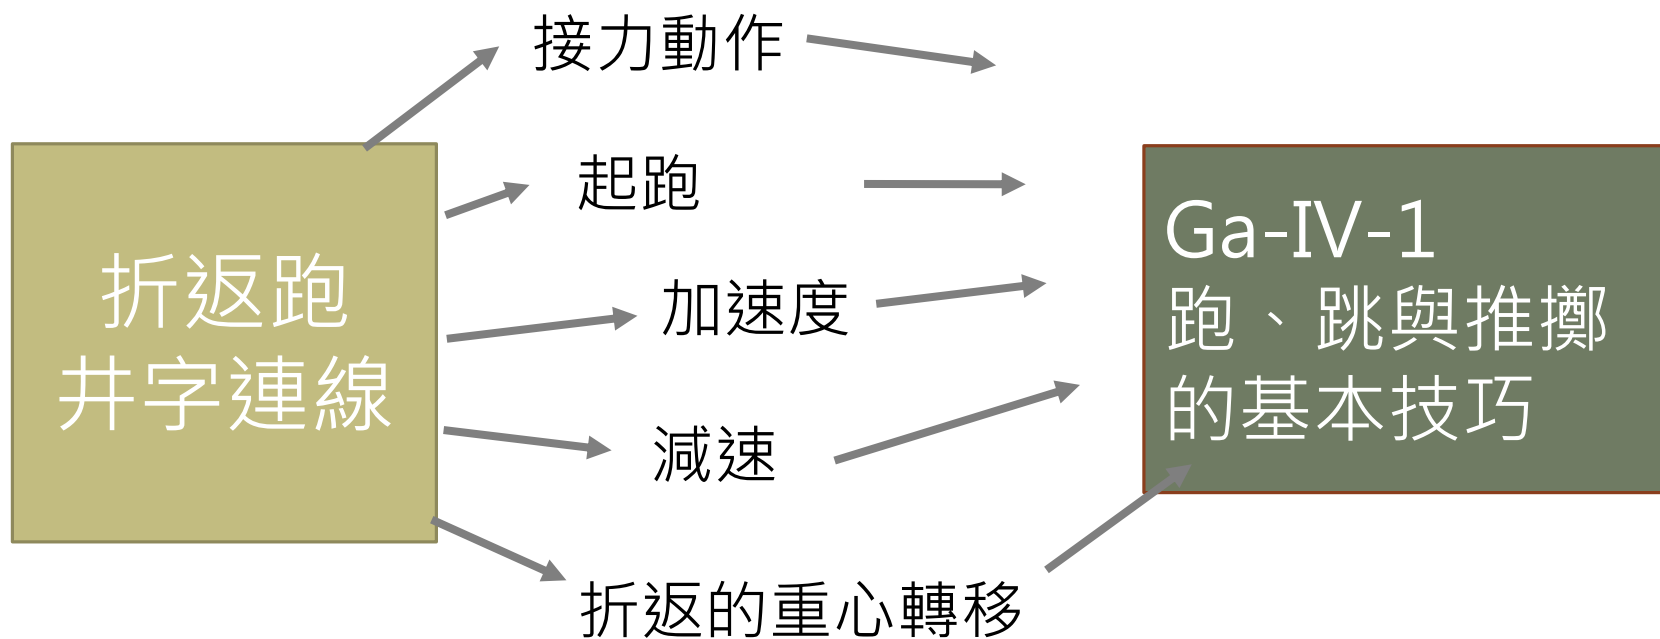 接力動作
起跑
折返跑
井字連線
加速度
減速
折返的重心轉移
Ga-IV-1
跑、跳與推擲
的基本技巧